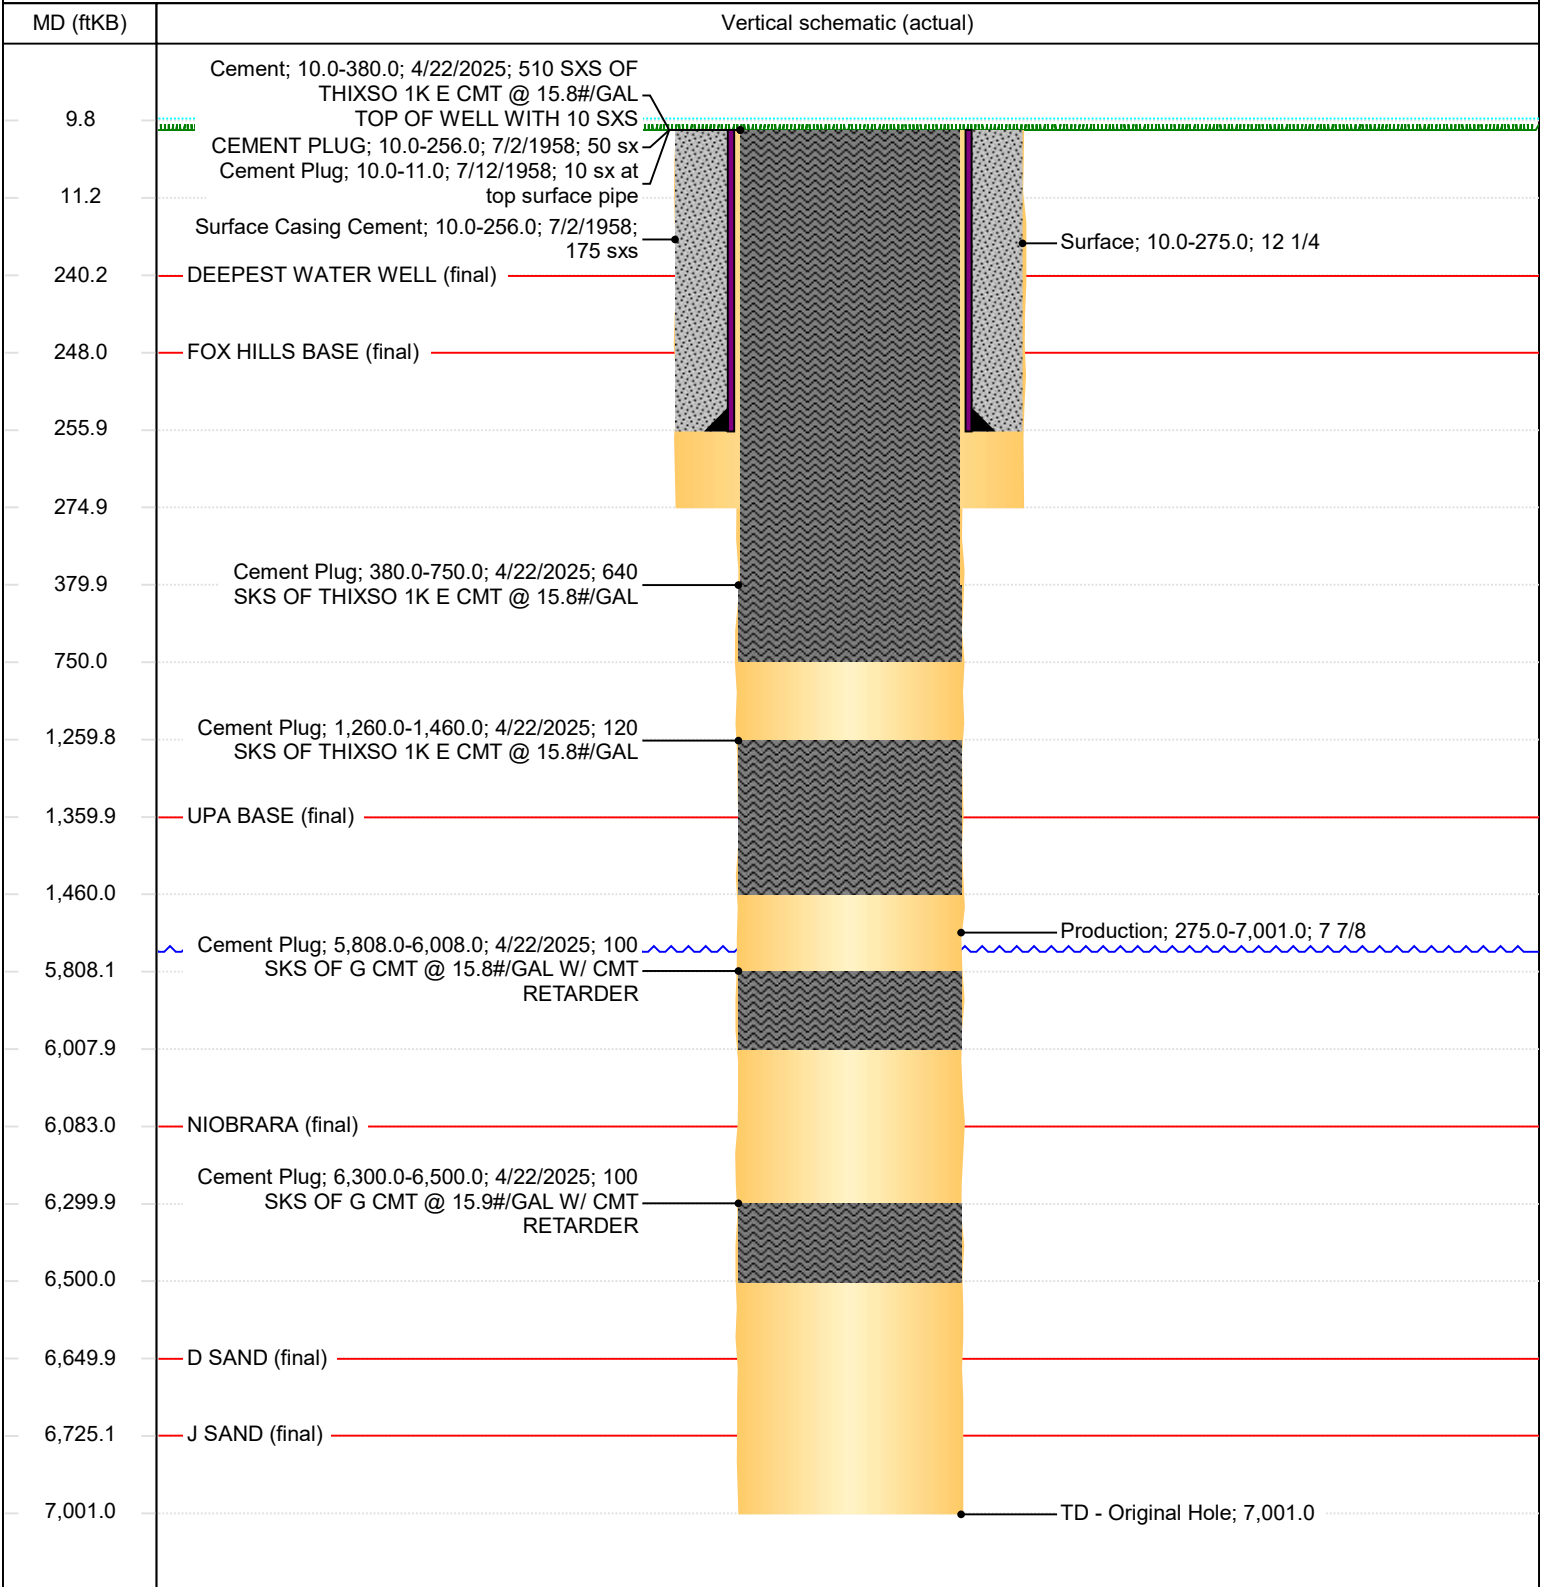 MD (ftKB)
Vertical schematic (actual)
Cement; 10.0-380.0; 4/22/2025; 510 SXS OF
THIXSO 1K E CMT @ 15.8#/GAL
TOP OF WELL WITH 10 SXS
9.8
CEMENT PLUG; 10.0-256.0; 7/2/1958; 50 sx
Cement Plug; 10.0-11.0; 7/12/1958; 10 sx at
top surface pipe
11.2
Surface Casing Cement; 10.0-256.0; 7/2/1958;
175 sxs
Surface; 10.0-275.0; 12 1/4
240.2
DEEPEST WATER WELL (final)
248.0
FOX HILLS BASE (final)
255.9
274.9
Cement Plug; 380.0-750.0; 4/22/2025; 640
SKS OF THIXSO 1K E CMT @ 15.8#/GAL
379.9
750.0
Cement Plug; 1,260.0-1,460.0; 4/22/2025; 120
SKS OF THIXSO 1K E CMT @ 15.8#/GAL
1,259.8
1,359.9
UPA BASE (final)
1,460.0
Production; 275.0-7,001.0; 7 7/8
Cement Plug; 5,808.0-6,008.0; 4/22/2025; 100
SKS OF G CMT @ 15.8#/GAL W/ CMT
RETARDER
5,808.1
6,007.9
6,083.0
NIOBRARA (final)
Cement Plug; 6,300.0-6,500.0; 4/22/2025; 100
SKS OF G CMT @ 15.9#/GAL W/ CMT
RETARDER
6,299.9
6,500.0
6,649.9
D SAND (final)
6,725.1
J SAND (final)
7,001.0
TD - Original Hole; 7,001.0